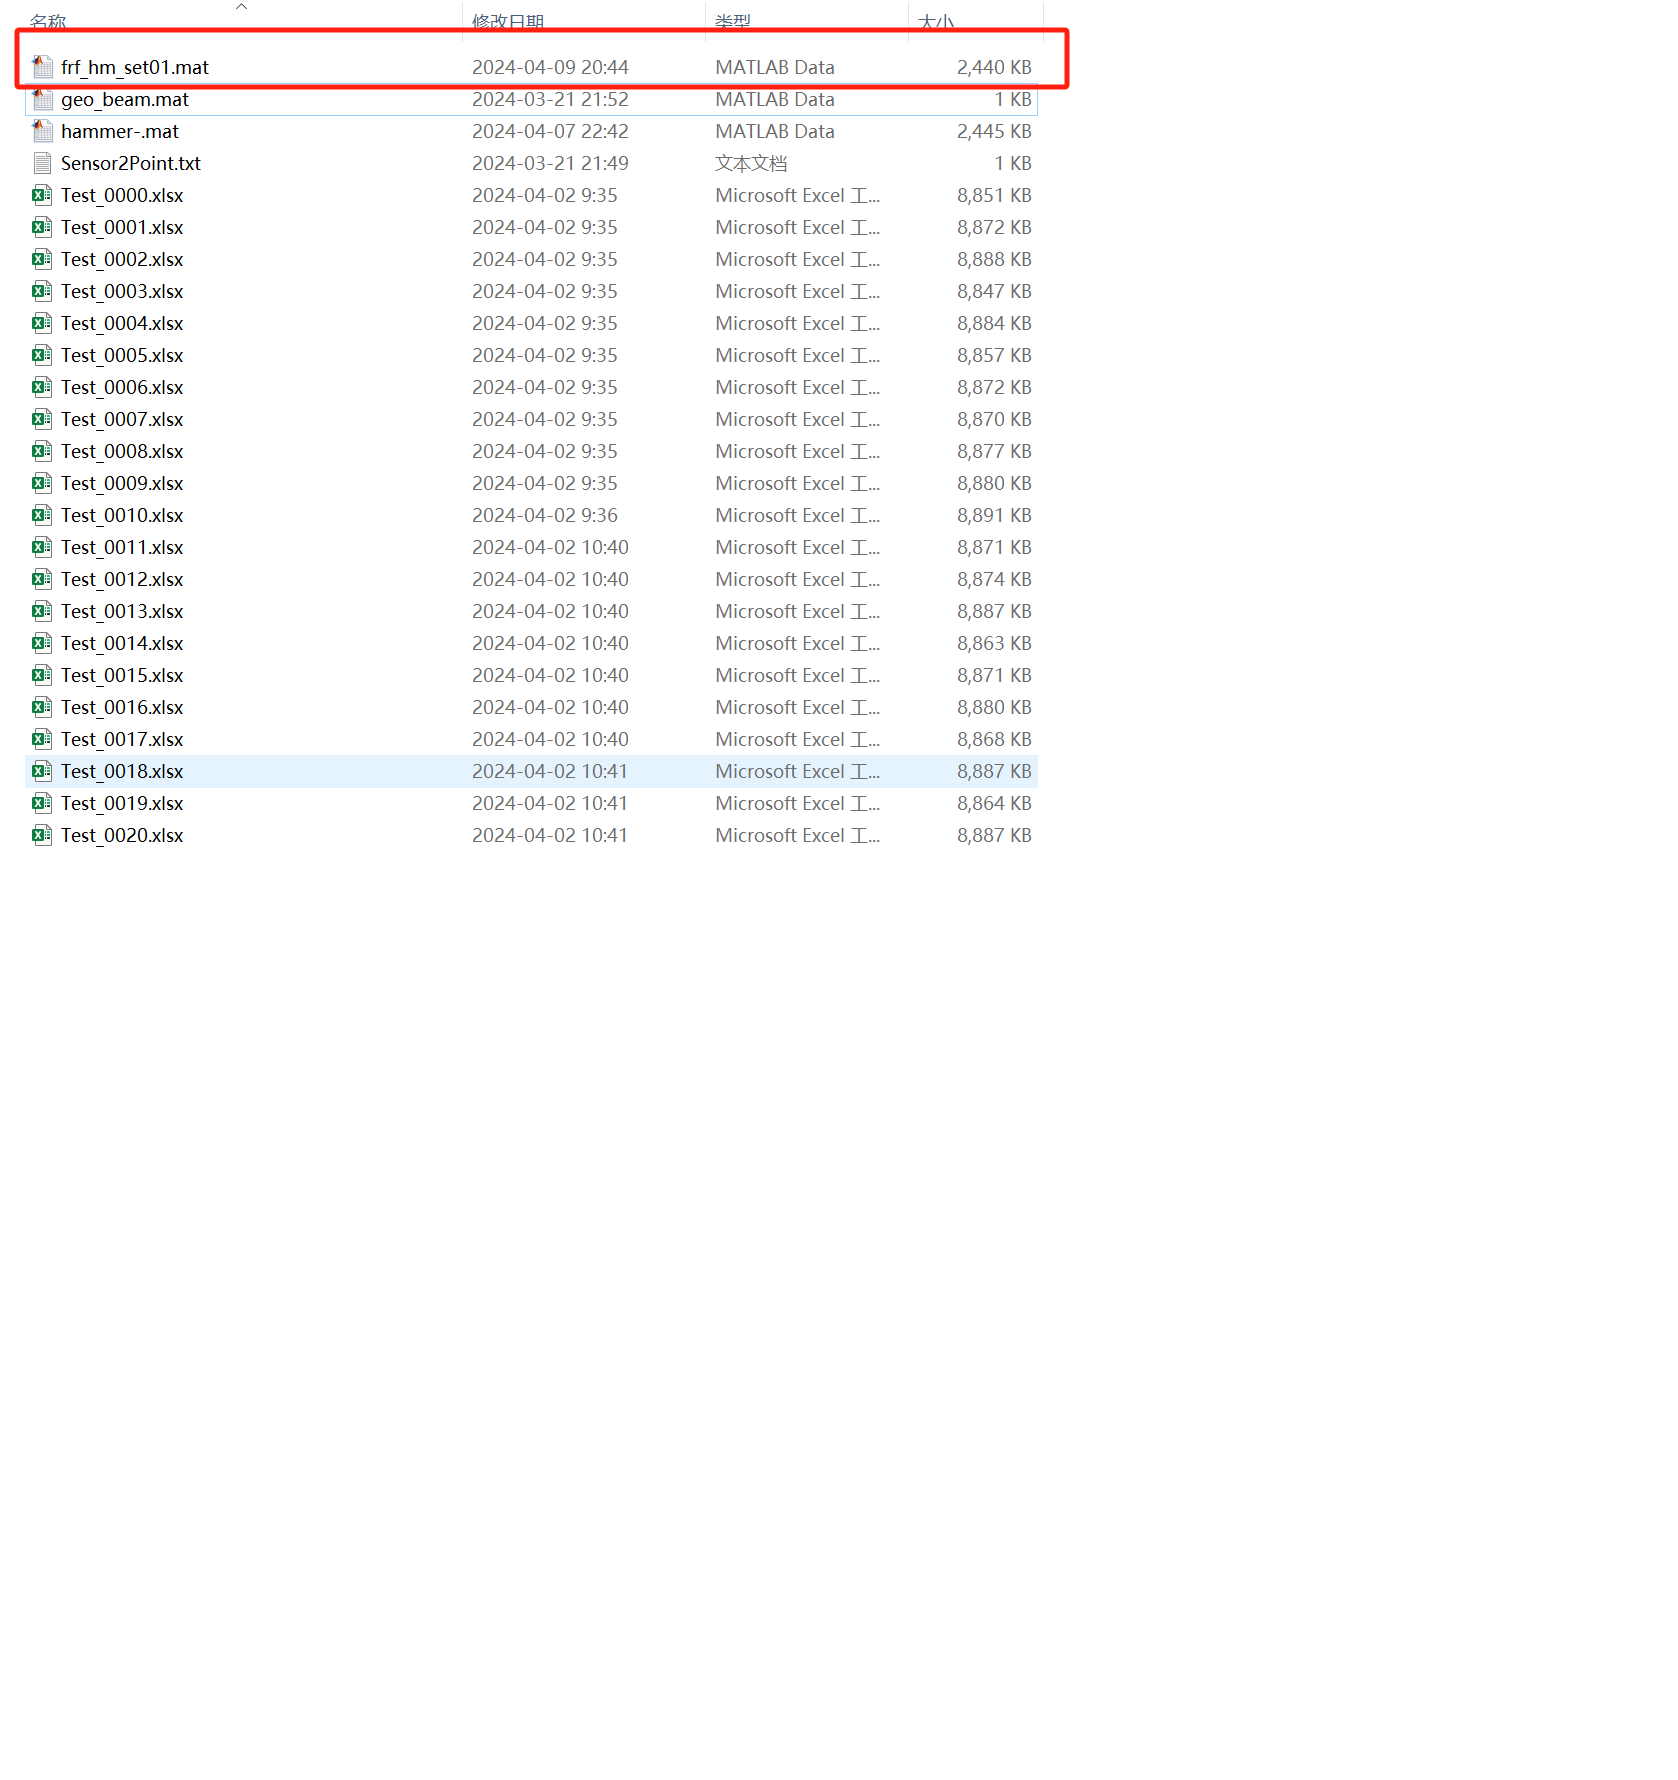 名称 修改日期 类型 大小
frf_hm_set01.mat 2024-04-09 20:44 MATLAB Data 2,440 KB
geo_beam.mat 2024-03-21 21:52 MATLAB Data 1 KB
hammer-.mat 2024-04-07 22:42 MATLAB Data 2,445 KB
Sensor2Point.txt 2024-03-21 21:49 文本文档 1 KB
Test_0000.xlsx 2024-04-02 9:35 Microsoft Excel 工... 8,851 KB
Test_0001.xlsx 2024-04-02 9:35 Microsoft Excel 工... 8,872 KB
Test_0002.xlsx 2024-04-02 9:35 Microsoft Excel 工... 8,888 KB
Test_0003.xlsx 2024-04-02 9:35 Microsoft Excel 工... 8,847 KB
Test_0004.xlsx 2024-04-02 9:35 Microsoft Excel 工... 8,884 KB
Test_0005.xlsx 2024-04-02 9:35 Microsoft Excel 工... 8,857 KB
Test_0006.xlsx 2024-04-02 9:35 Microsoft Excel 工... 8,872 KB
Test_0007.xlsx 2024-04-02 9:35 Microsoft Excel 工... 8,870 KB
Test_0008.xlsx 2024-04-02 9:35 Microsoft Excel 工... 8,877 KB
Test_0009.xlsx 2024-04-02 9:35 Microsoft Excel 工... 8,880 KB
Test_0010.xlsx 2024-04-02 9:36 Microsoft Excel 工... 8,891 KB
Test_0011.xlsx 2024-04-02 10:40 Microsoft Excel 工... 8,871 KB
Test_0012.xlsx 2024-04-02 10:40 Microsoft Excel 工... 8,874 KB
Test_0013.xlsx 2024-04-02 10:40 Microsoft Excel 工... 8,887 KB
Test_0014.xlsx 2024-04-02 10:40 Microsoft Excel 工... 8,863 KB
Test_0015.xlsx 2024-04-02 10:40 Microsoft Excel 工... 8,871 KB
Test_0016.xlsx 2024-04-02 10:40 Microsoft Excel 工... 8,880 KB
Test_0017.xlsx 2024-04-02 10:40 Microsoft Excel 工... 8,868 KB
Test_0018.xlsx 2024-04-02 10:41 Microsoft Excel 工... 8,887 KB
Test_0019.xlsx 2024-04-02 10:41 Microsoft Excel 工... 8,864 KB
Test_0020.xlsx 2024-04-02 10:41 Microsoft Excel 工... 8,887 KB